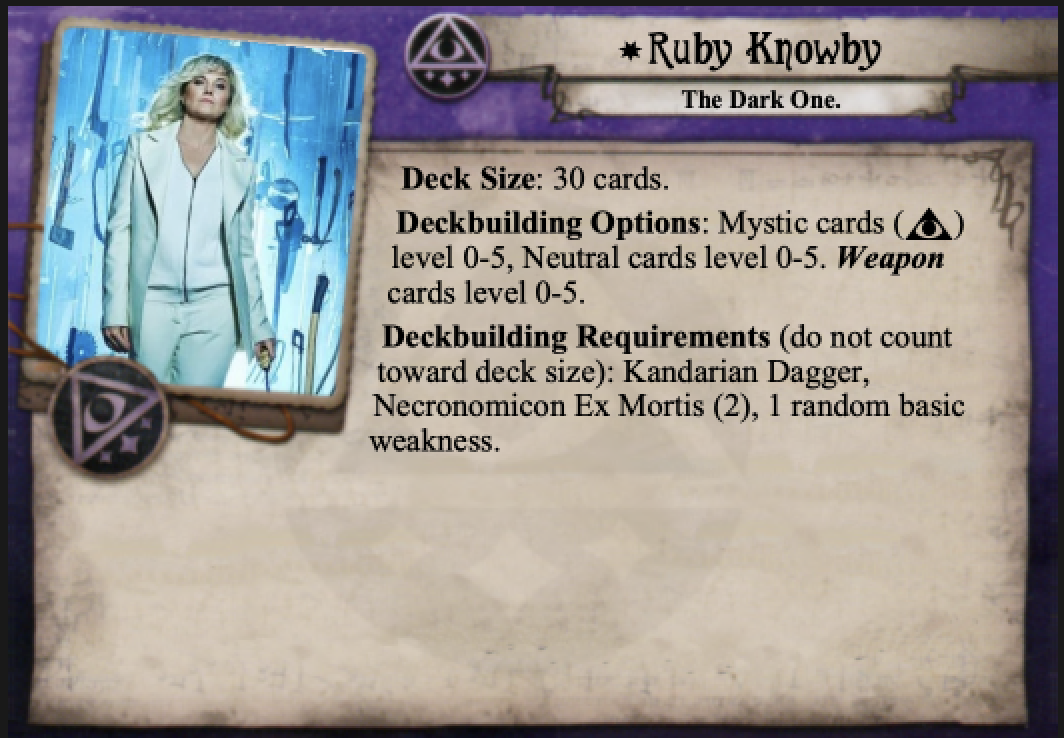 Ruby Knowby
The Dark One.
Deck Size: 30 cards.
Deckbuilding Options: Mystic cards ( )
level 0-5, Neutral cards level 0-5. Weapon
cards level 0-5.
Deckbuilding Requirements (do not count
toward deck size): Kandarian Dagger,
Necronomicon Ex Mortis (2), 1 random basic
weakness.